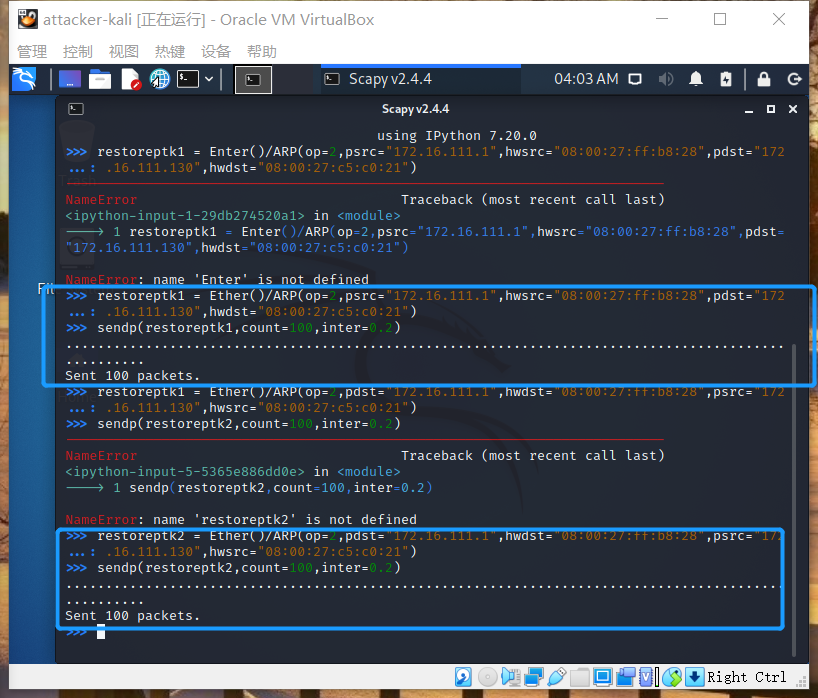 attacker-kali [正在运行] - Oracle VM VirtualBox
管理 控制 视图 热键 设备 帮助
Scapy v2.4.4 04:03 AM
Scapy v2.4.4
using IPython 7.20.0
>>> restoreptk1 = Enter()/ARP(op=2,psrc="172.16.111.1",hwsrc="08:00:27:ff:b8:28",pdst="172
...: .16.111.130",hwdst="08:00:27:c5:c0:21")
NameError Traceback (most recent call last)
<ipython-input-1-29db274520a1> in <module>
----> 1 restoreptk1 = Enter()/ARP(op=2,psrc="172.16.111.1",hwsrc="08:00:27:ff:b8:28",pdst=
"172.16.111.130",hwdst="08:00:27:c5:c0:21")
NameError: name 'Enter' is not defined
>>> restoreptk1 = Ether()/ARP(op=2,psrc="172.16.111.1",hwsrc="08:00:27:ff:b8:28",pdst="172
...: .16.111.130",hwdst="08:00:27:c5:c0:21")
>>> sendp(restoreptk1,count=100,inter=0.2)
..........................................................................................
..........
Sent 100 packets.
>>> restoreptk1 = Ether()/ARP(op=2,pdst="172.16.111.1",hwdst="08:00:27:ff:b8:28",psrc="172
...: .16.111.130",hwsrc="08:00:27:c5:c0:21")
>>> sendp(restoreptk2,count=100,inter=0.2)
NameError Traceback (most recent call last)
<ipython-input-5-5365e886dd0e> in <module>
----> 1 sendp(restoreptk2,count=100,inter=0.2)
NameError: name 'restoreptk2' is not defined
>>> restoreptk2 = Ether()/ARP(op=2,pdst="172.16.111.1",hwdst="08:00:27:ff:b8:28",psrc="172
...: .16.111.130",hwsrc="08:00:27:c5:c0:21")
>>> sendp(restoreptk2,count=100,inter=0.2)
..........................................................................................
..........
Sent 100 packets.
>>>
Right Ctrl